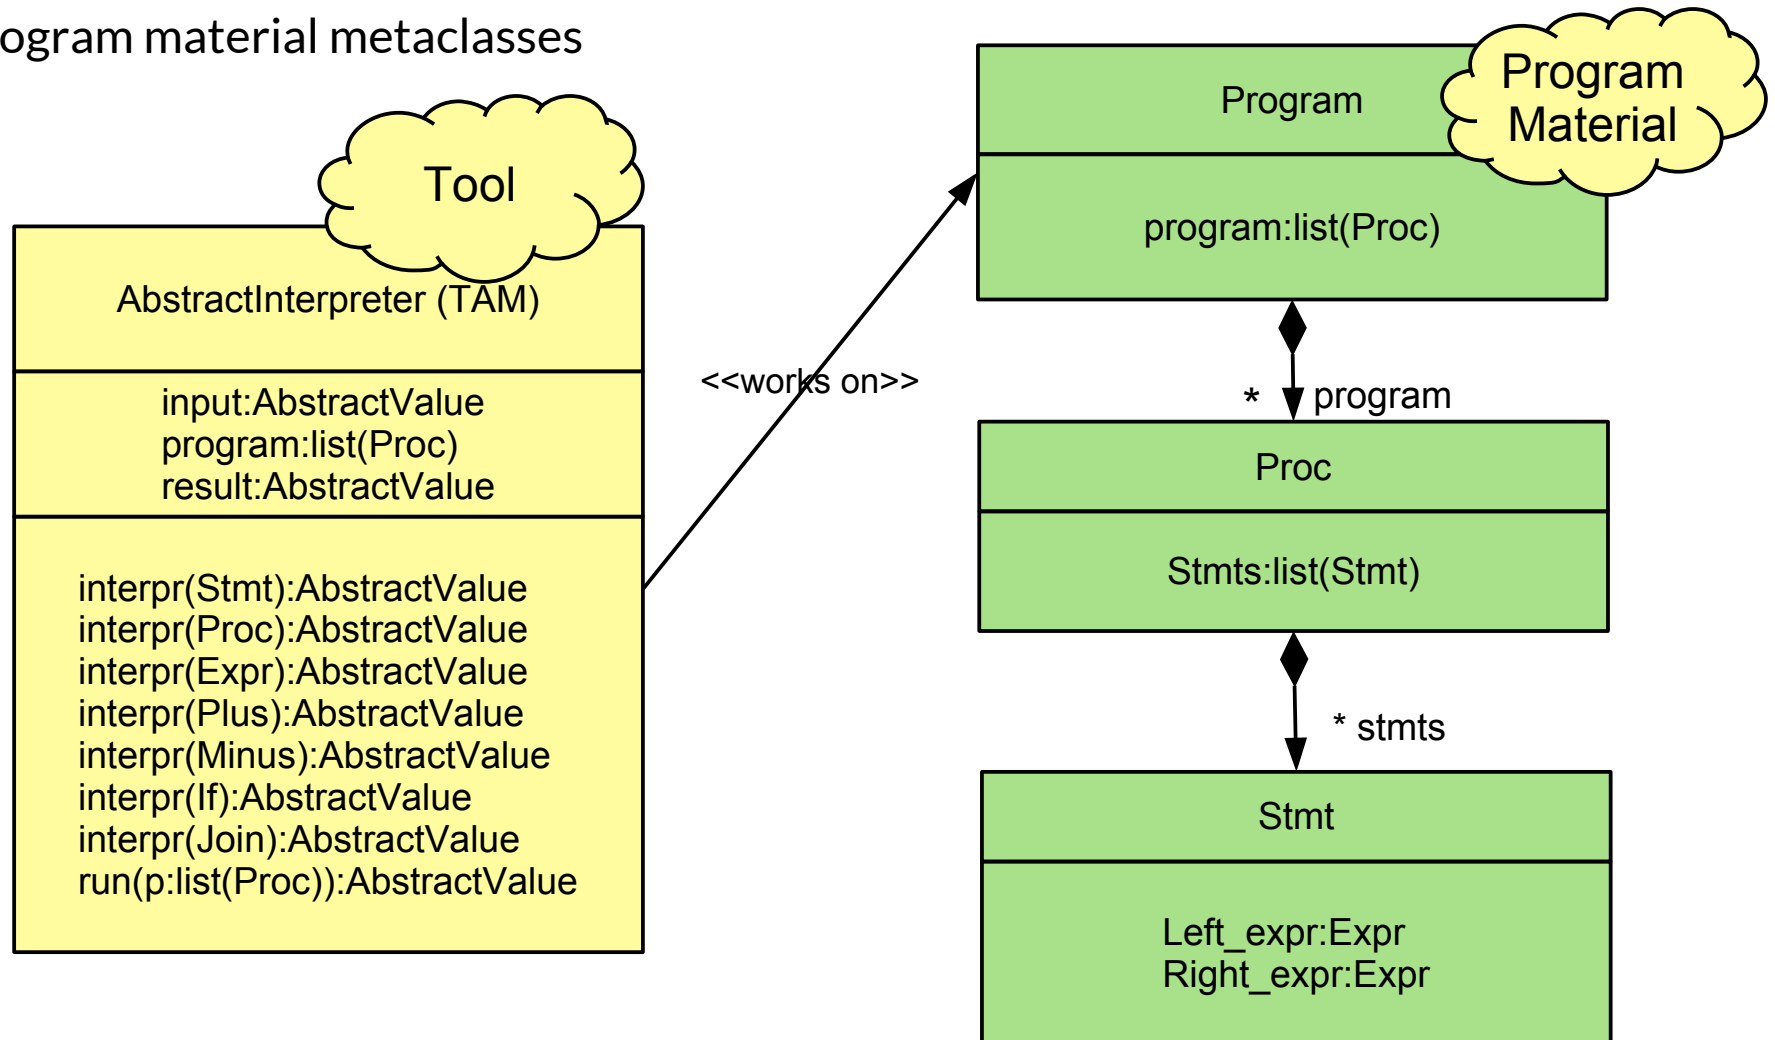 ogram material metaclasses
Tool
AbstractInterpreter (TAM)
input:AbstractValue
program:list(Proc)
result:AbstractValue
interpr(Stmt):AbstractValue
interpr(Proc):AbstractValue
interpr(Expr):AbstractValue
interpr(Plus):AbstractValue
interpr(Minus):AbstractValue
interpr(If):AbstractValue
interpr(Join):AbstractValue
run(p:list(Proc)):AbstractValue
<<works on>>
Program
Program
Material
program:list(Proc)
* program
Proc
Stmts:list(Stmt)
* stmts
Stmt
Left_expr:Expr
Right_expr:Expr